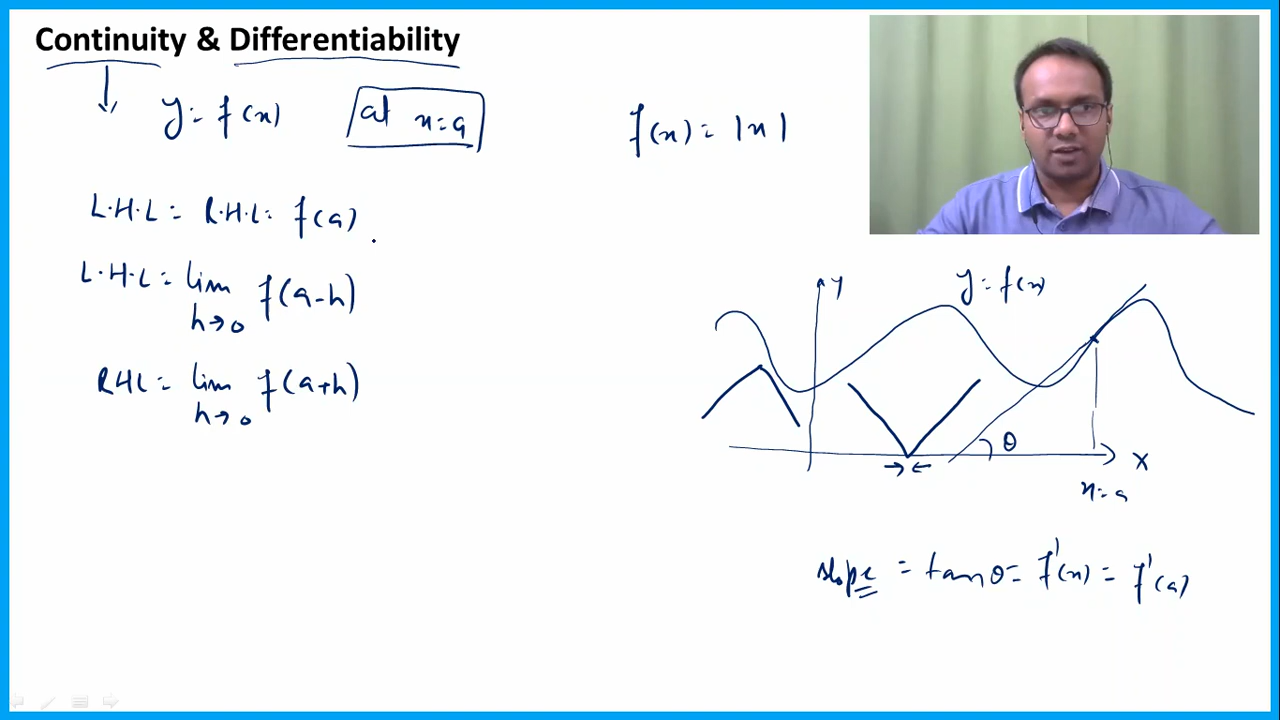 Continuity & Differentiability
y = f(x)
at x=a
f(x) = |x|
L.H.L = R.H.L = f(a)
L.H.L = lim f(a-h)
h→0
RHL = lim f(a+h)
h→0
y
y = f(x)
θ
X
x=a
slope = tanθ = f'(x) = f'(a)